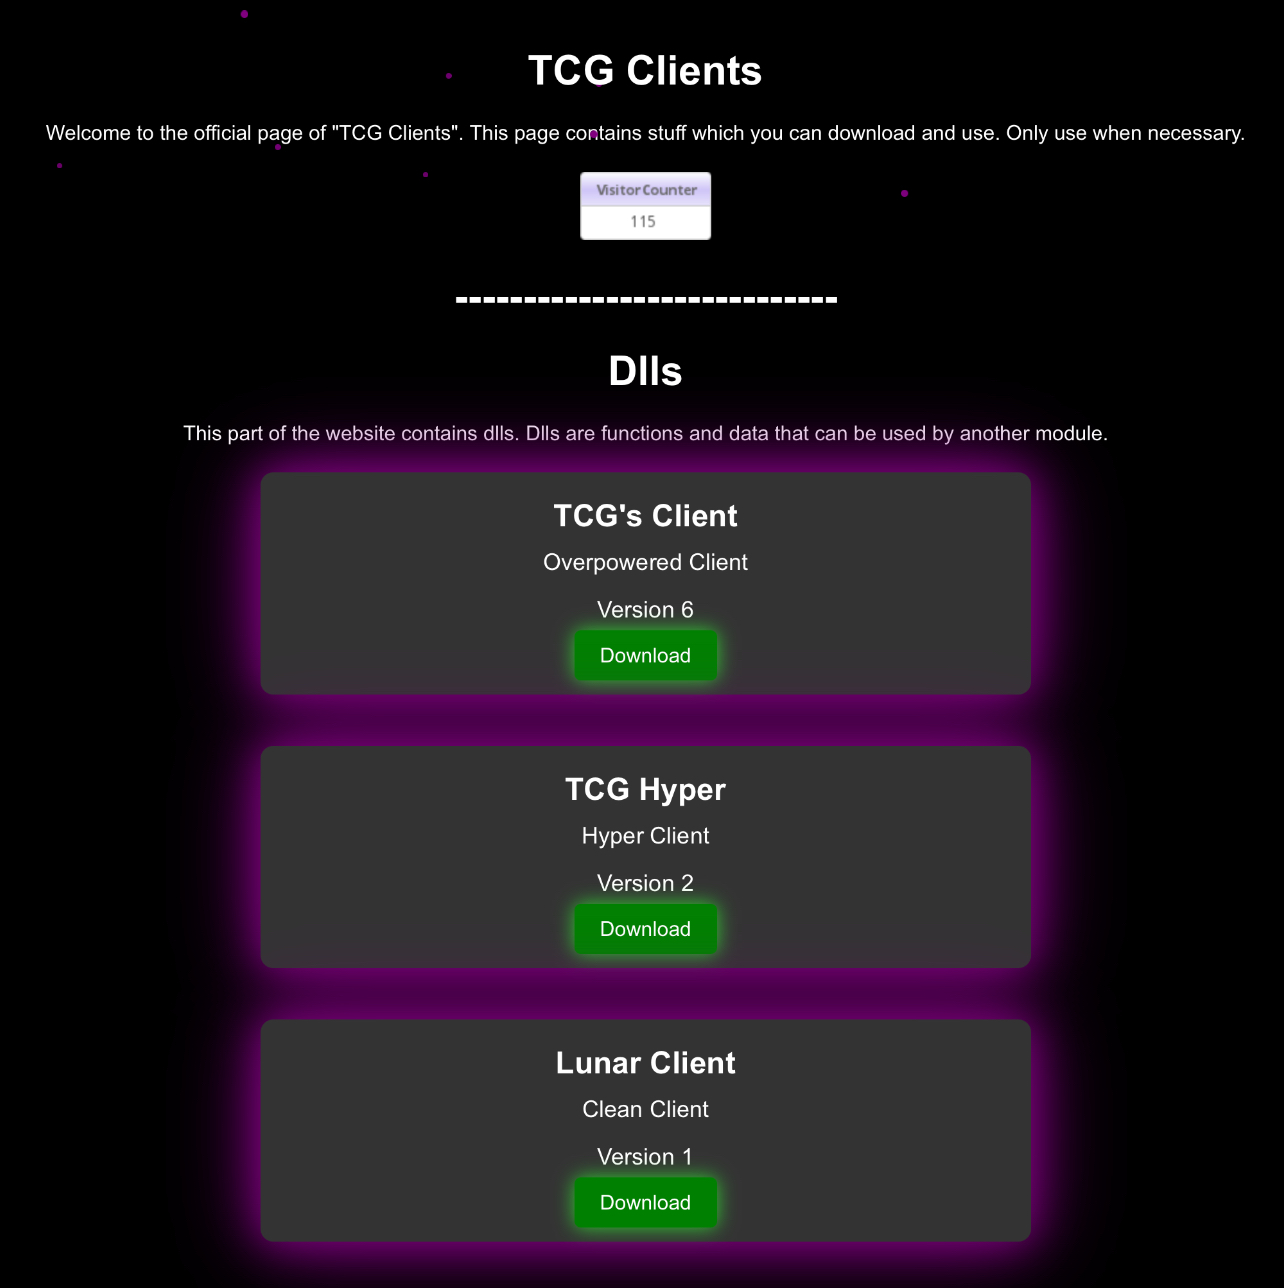 TCG Clients
Welcome to the official page of "TCG Clients". This page contains stuff which you can download and use. Only use when necessary.
Visitor Counter
115
----------------------------
Dlls
This part of the website contains dlls. Dlls are functions and data that can be used by another module.
TCG's Client
Overpowered Client
Version 6
Download
TCG Hyper
Hyper Client
Version 2
Download
Lunar Client
Clean Client
Version 1
Download